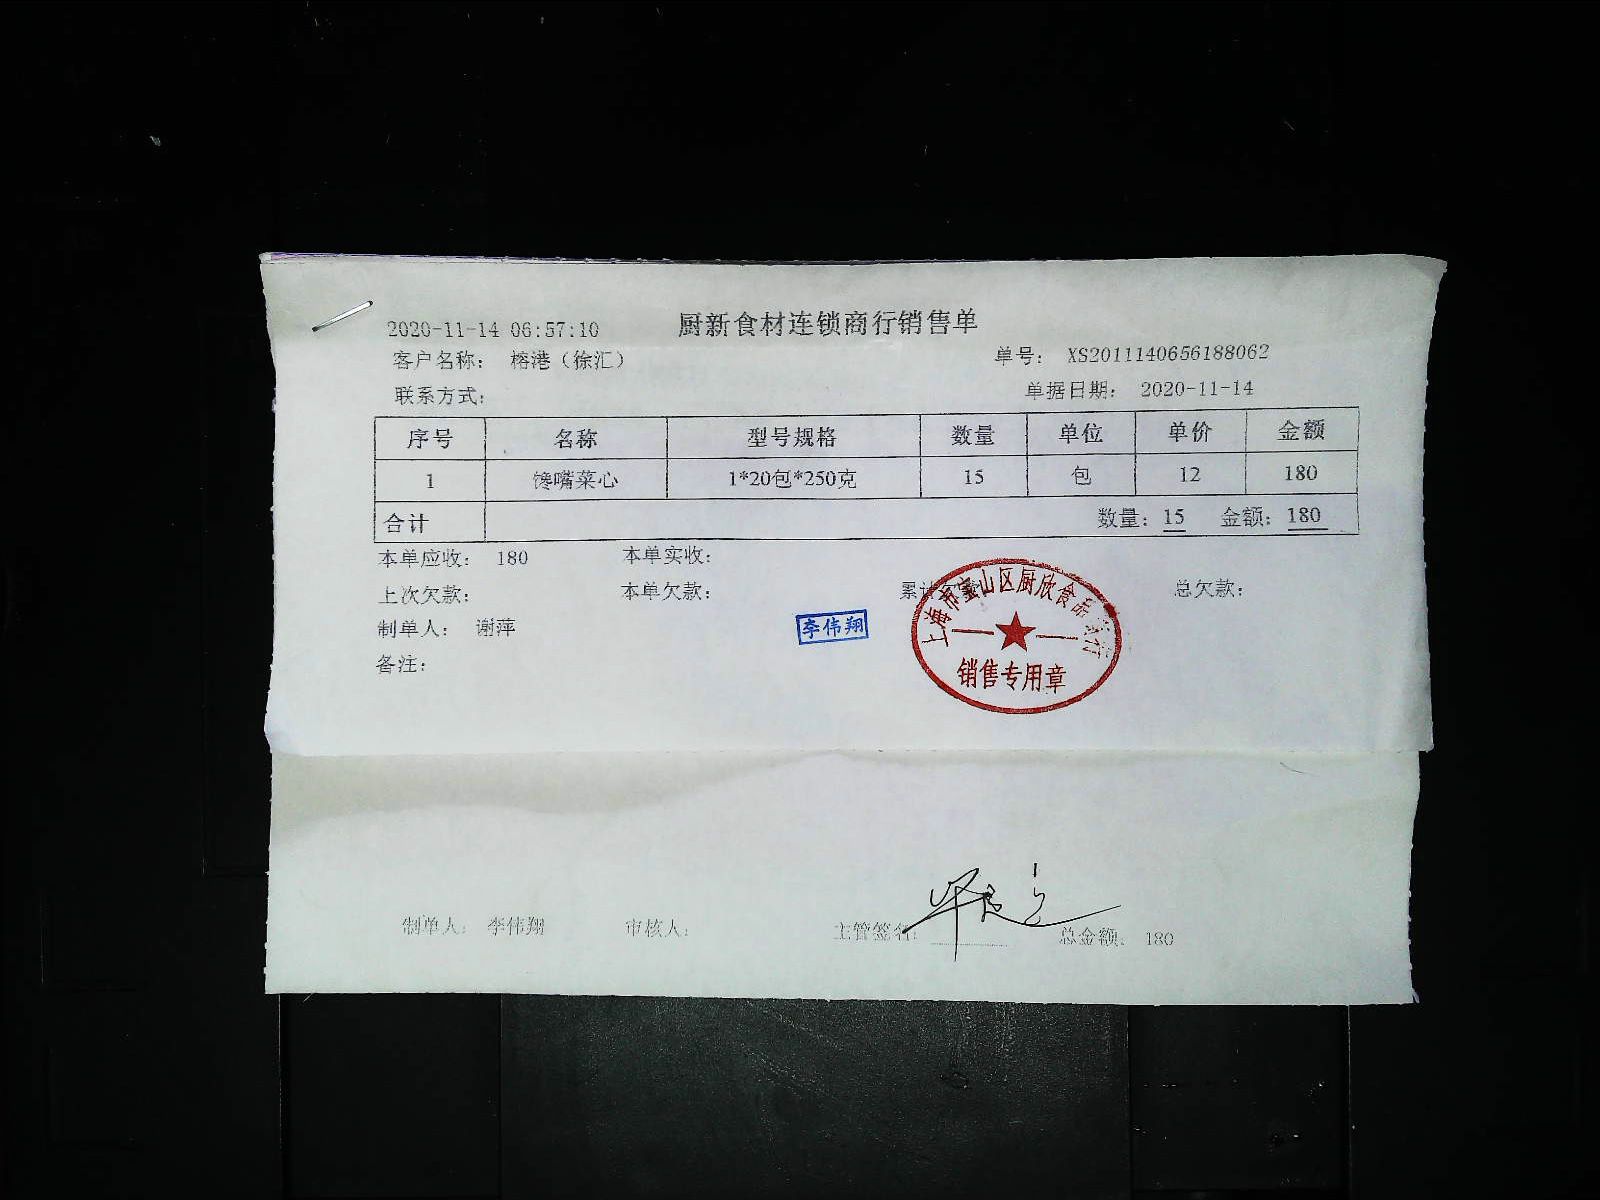 2020-11-14 06:57:10 厨新食材连锁商行销售单
客户名称: 榕港（徐汇） 单号: XS2011140656188062
联系方式: 单据日期: 2020-11-14
序号 名称 型号规格 数量 单位 单价 金额
1 馋嘴菜心 1*20包*250克 15 包 12 180
合计 数量: 15 金额: 180
本单应收: 180 本单实收:
上次欠款: 本单欠款: 累计 总欠款:
制单人: 谢萍
李伟翔
上海市宝山区厨欣食品商行
销售专用章
备注:
制单人: 李伟翔 审核人: 主管签名: 总金额: 180